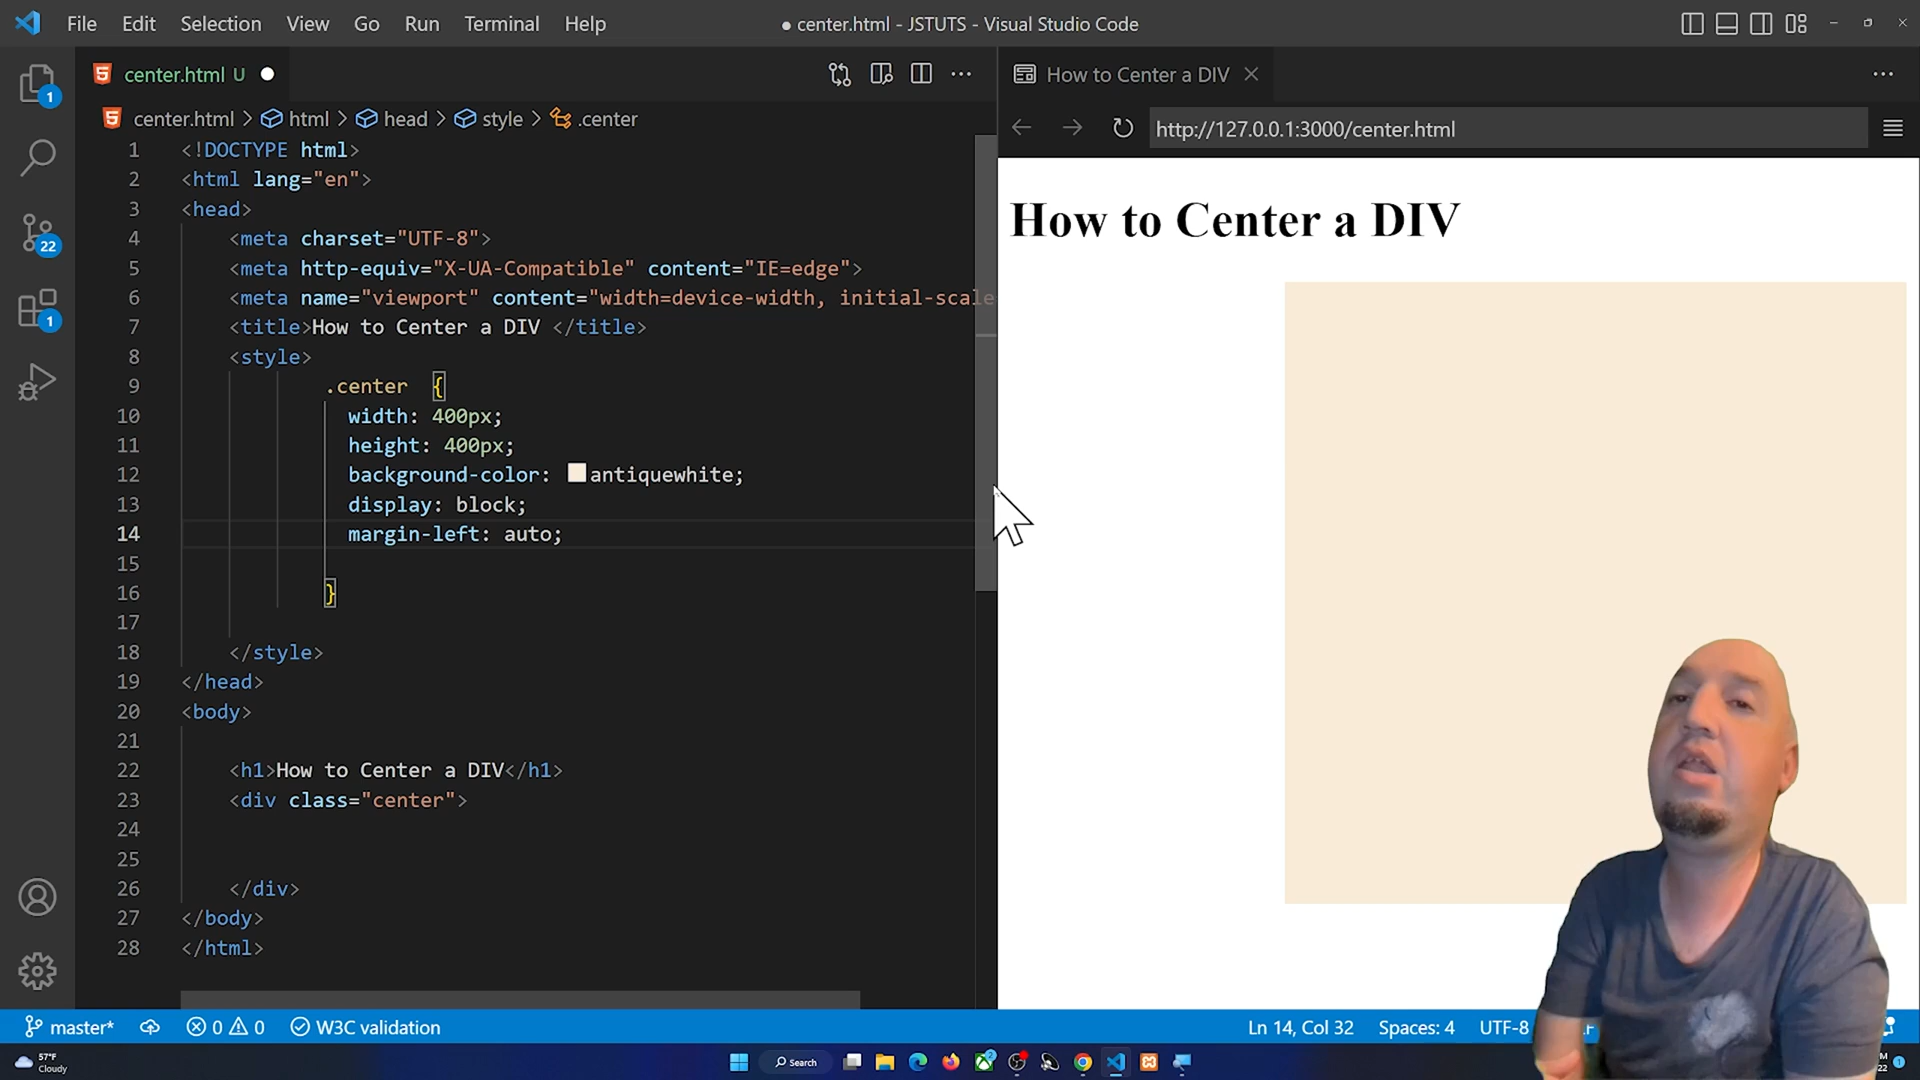 File Edit Selection View Go Run Terminal Help
● center.html - JSTUTS - Visual Studio Code
center.html U
How to Center a DIV
center.html > html > head > style > .center
http://127.0.0.1:3000/center.html
1 <!DOCTYPE html>
2 <html lang="en">
3 <head>
4 <meta charset="UTF-8">
5 <meta http-equiv="X-UA-Compatible" content="IE=edge">
6 <meta name="viewport" content="width=device-width, initial-scale
7 <title>How to Center a DIV </title>
8 <style>
9 .center {
10 width: 400px;
11 height: 400px;
12 background-color: antiquewhite;
13 display: block;
14 margin-left: auto;
15
16 }
17
18 </style>
19 </head>
20 <body>
21
22 <h1>How to Center a DIV</h1>
23 <div class="center">
24
25
26 </div>
27 </body>
28 </html>
How to Center a DIV
1
22
1
master* 0 0 W3C validation
Ln 14, Col 32 Spaces: 4 UTF-8
57°F
Cloudy
Search
2
M
22
1